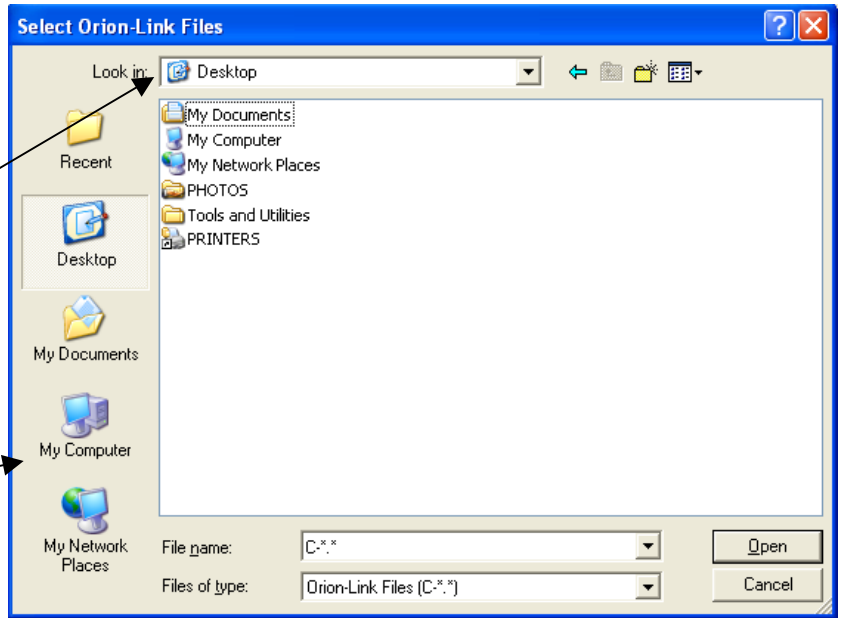 Select Orion-Link Files
Look in: Desktop
My Documents
My Computer
My Network Places
PHOTOS
Tools and Utilities
PRINTERS
Recent
Desktop
My Documents
My Computer
My Network
Places
File name: C-*.*
Open
Files of type: Orion-Link Files (C-*.*)
Cancel